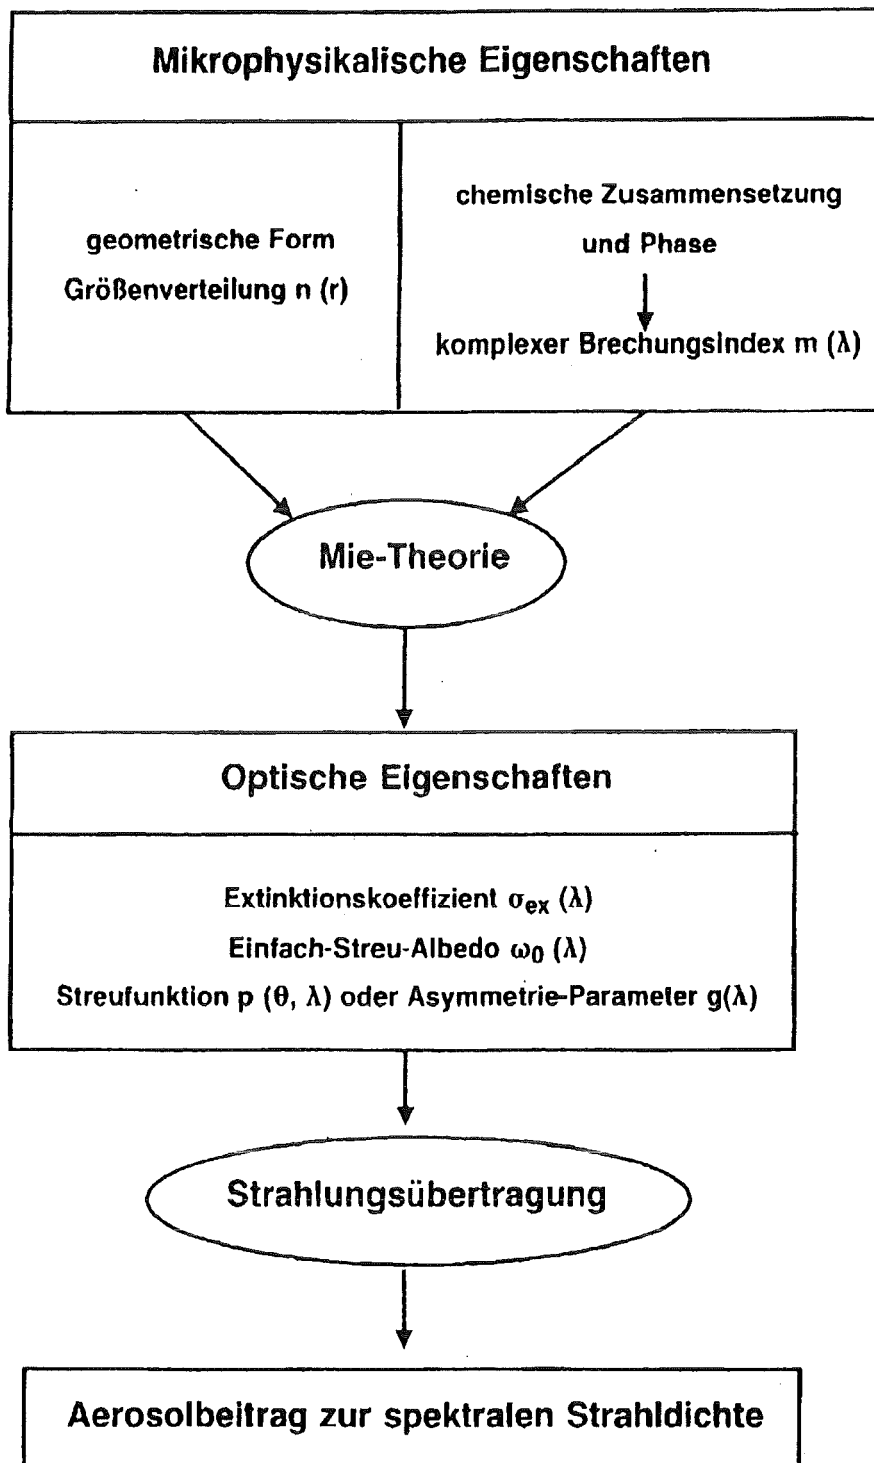 Mikrophysikalische Eigenschaften
geometrische Form
Größenverteilung n (r)
chemische Zusammensetzung
und Phase
komplexer Brechungsindex m (λ)
Mie-Theorie
Optische Eigenschaften
Extinktionskoeffizient σex (λ)
Einfach-Streu-Albedo ω0 (λ)
Streufunktion p (θ, λ) oder Asymmetrie-Parameter g(λ)
Strahlungsübertragung
Aerosolbeitrag zur spektralen Strahldichte